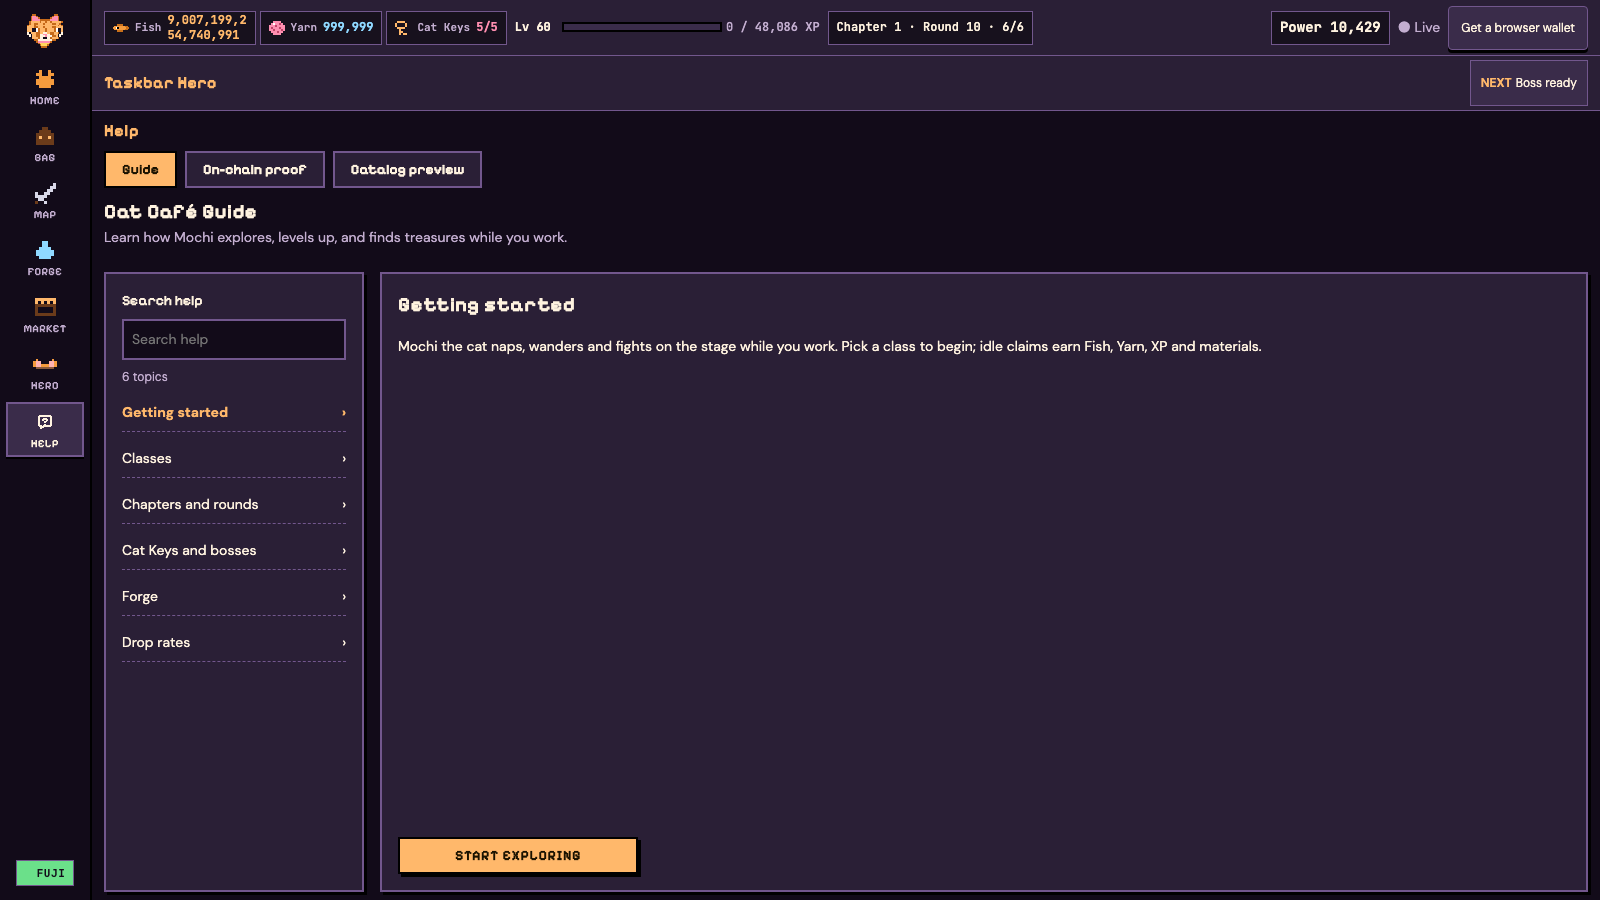 Fish 9,007,199,2
54,740,991
Yarn 999,999
Cat Keys 5/5
Lv 60
0 / 48,086 XP
Chapter 1 · Round 10 · 6/6
Power 10,429
Live
Get a browser wallet
HOME
BAG
MAP
FORGE
MARKET
HERO
HELP
FUJI
Taskbar Hero
NEXT Boss ready
Help
Guide
On-chain proof
Catalog preview
Cat Café Guide
Learn how Mochi explores, levels up, and finds treasures while you work.
Search help
Search help
6 topics
Getting started ›
Classes ›
Chapters and rounds ›
Cat Keys and bosses ›
Forge ›
Drop rates ›
Getting started
Mochi the cat naps, wanders and fights on the stage while you work. Pick a class to begin; idle claims earn Fish, Yarn, XP and materials.
START EXPLORING